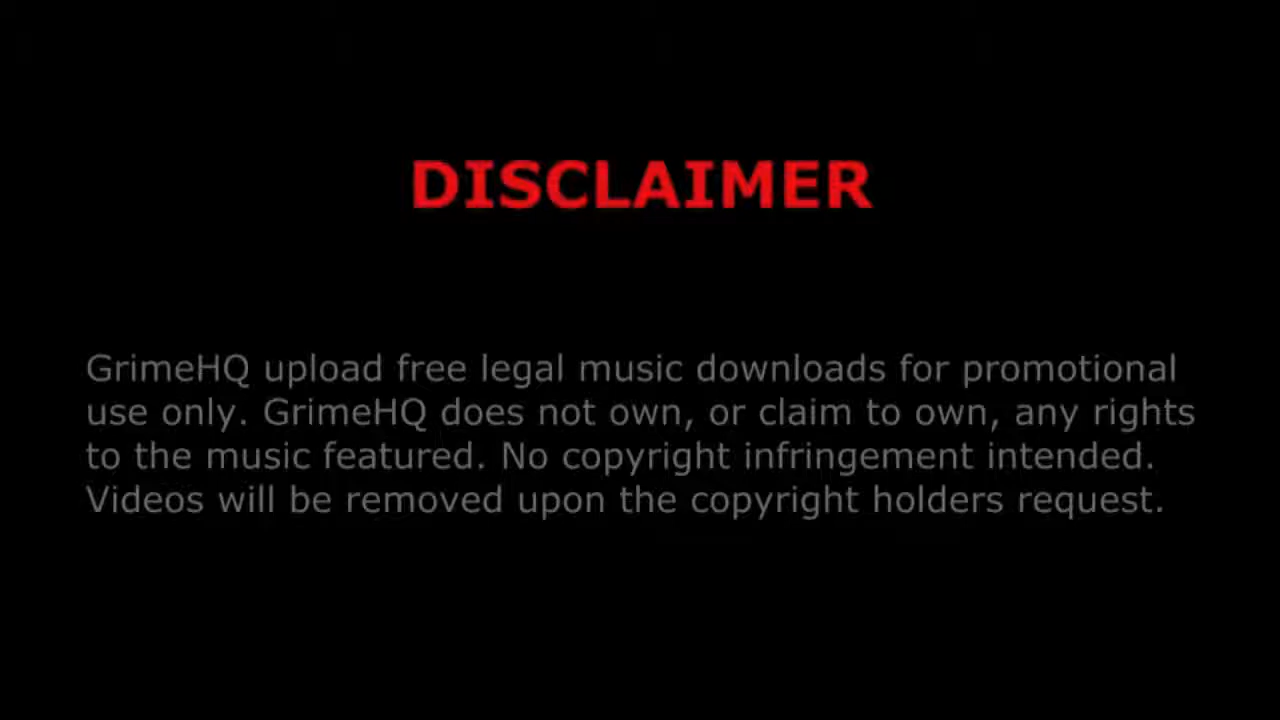 DISCLAIMER
GrimeHQ upload free legal music downloads for promotional
use only. GrimeHQ does not own, or claim to own, any rights
to the music featured. No copyright infringement intended.
Videos will be removed upon the copyright holders request.